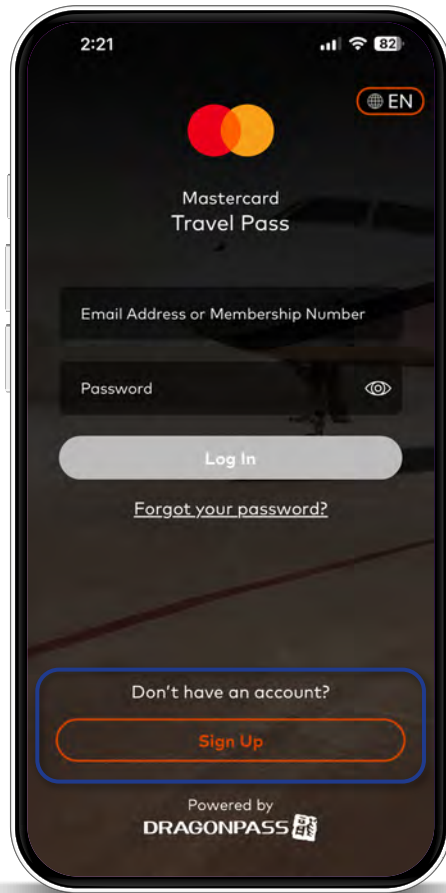 2:21
82
EN
Mastercard
Travel Pass
Email Address or Membership Number
Password
Log In
Forgot your password?
Don't have an account?
Sign Up
Powered by
DRAGONPASS